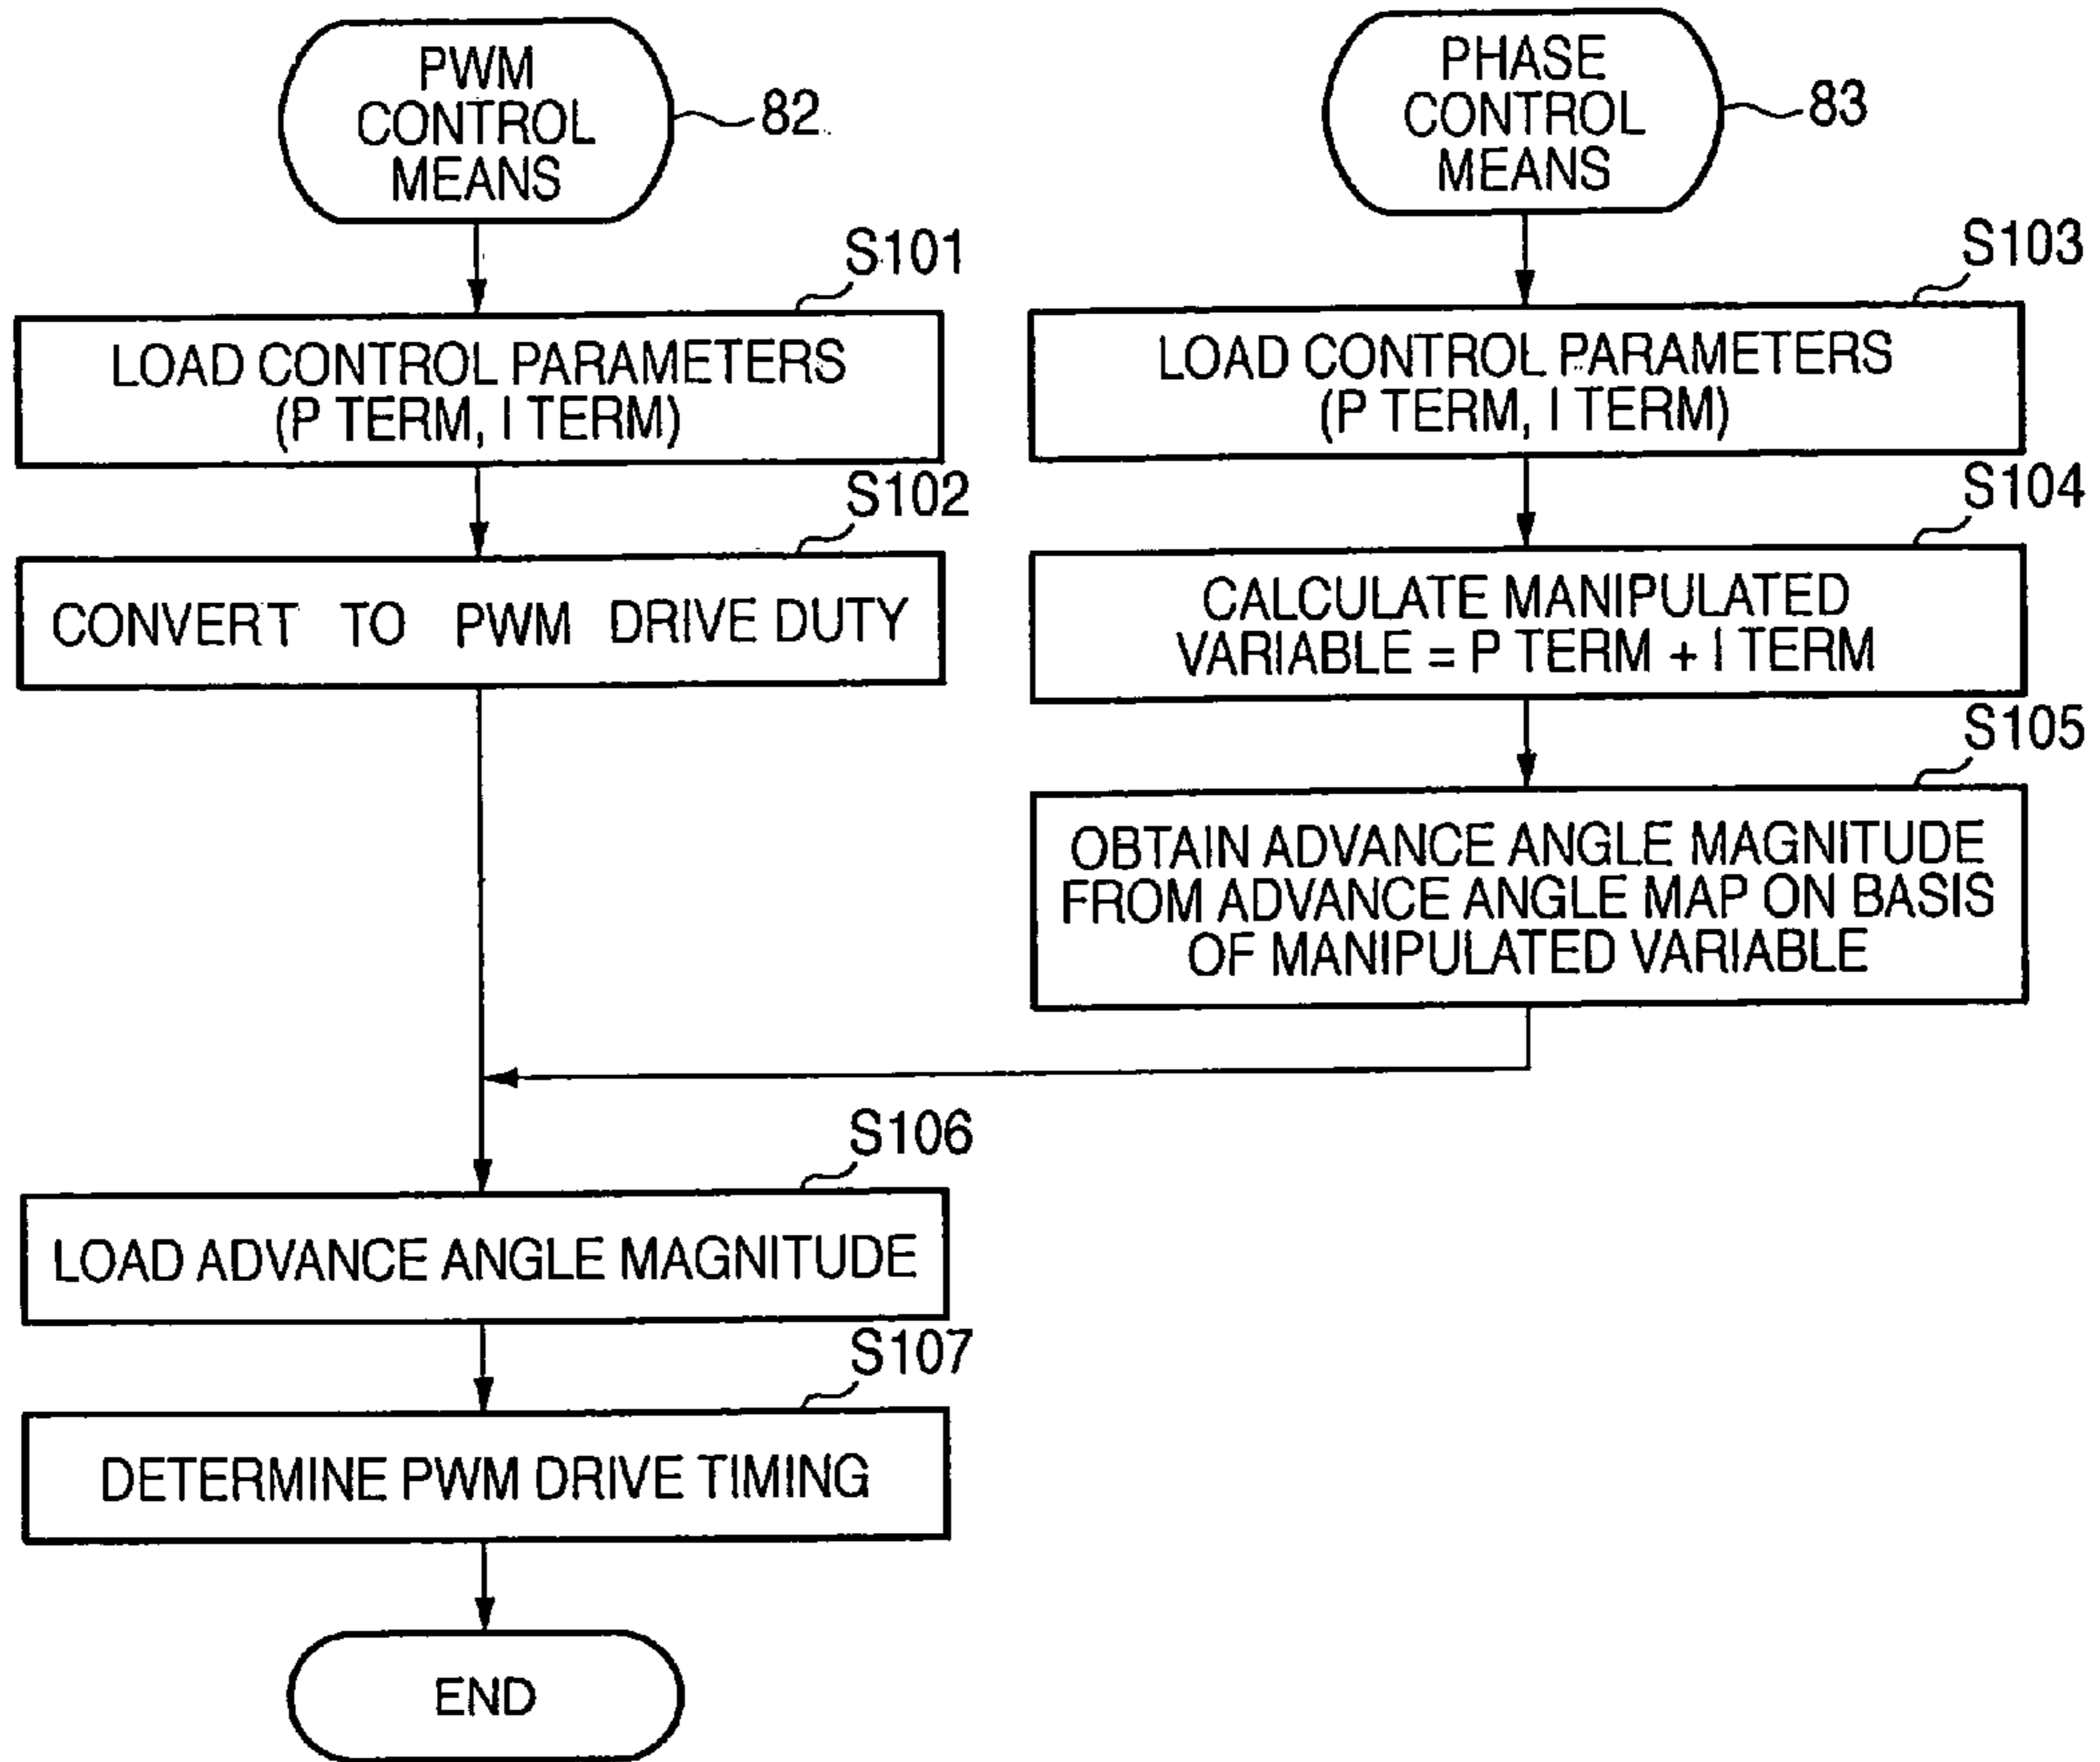 PWM
CONTROL
MEANS
82
S101
LOAD CONTROL PARAMETERS
(P TERM, I TERM)
S102
CONVERT TO PWM DRIVE DUTY
PHASE
CONTROL
MEANS
83
S103
LOAD CONTROL PARAMETERS
(P TERM, I TERM)
S104
CALCULATE MANIPULATED
VARIABLE = P TERM + I TERM
S105
OBTAIN ADVANCE ANGLE MAGNITUDE
FROM ADVANCE ANGLE MAP ON BASIS
OF MANIPULATED VARIABLE
S106
LOAD ADVANCE ANGLE MAGNITUDE
S107
DETERMINE PWM DRIVE TIMING
END